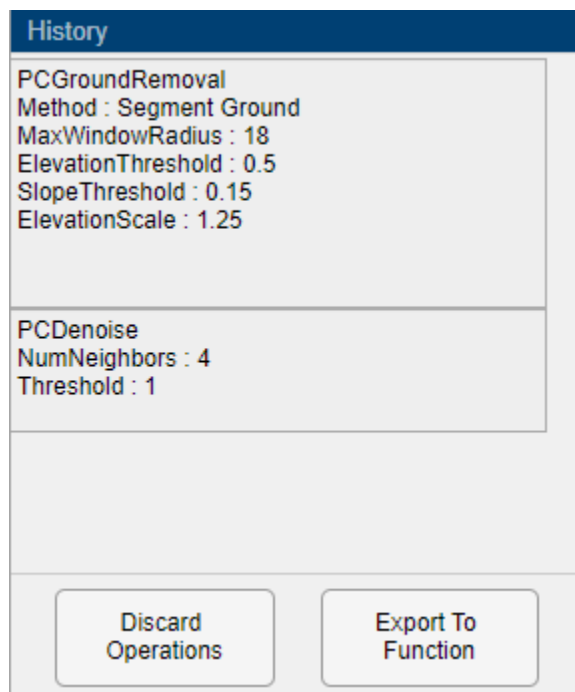 History
PCGroundRemoval
Method : Segment Ground
MaxWindowRadius : 18
ElevationThreshold : 0.5
SlopeThreshold : 0.15
ElevationScale : 1.25
PCDenoise
NumNeighbors : 4
Threshold : 1
Discard
Operations
Export To
Function